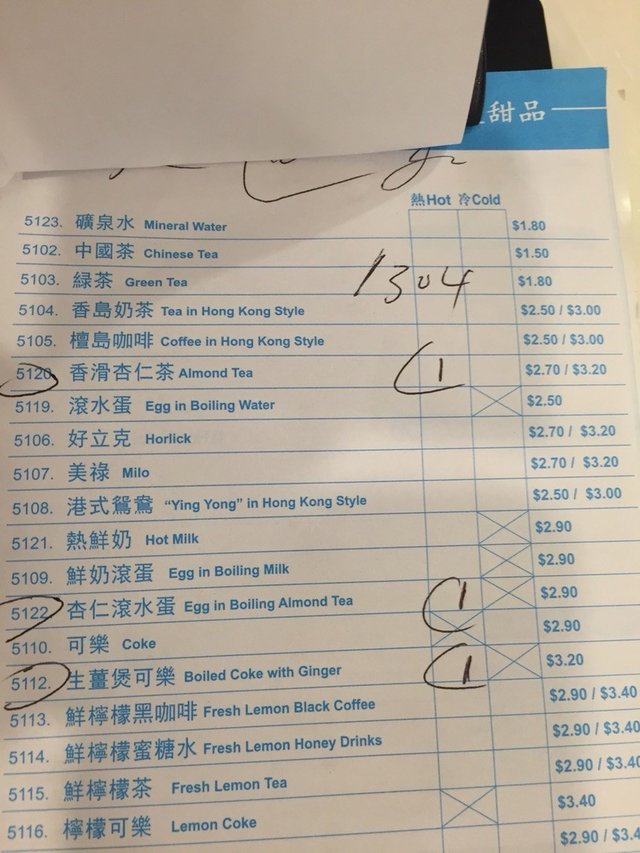 甜品
熱Hot 冷Cold
5123. 礦泉水 Mineral Water $1.80
5102. 中國茶 Chinese Tea $1.50
5103. 緑茶 Green Tea 1304 $1.80
5104. 香島奶茶 Tea in Hong Kong Style $2.50 / $3.00
5105. 檀島咖啡 Coffee in Hong Kong Style $2.50 / $3.00
5120. 香滑杏仁茶 Almond Tea 1 $2.70 / $3.20
5119. 滾水蛋 Egg in Boiling Water $2.50
5106. 好立克 Horlick $2.70 / $3.20
5107. 美祿 Milo $2.70 / $3.20
5108. 港式鴛鴦 “Ying Yong” in Hong Kong Style $2.50 / $3.00
5121. 熱鮮奶 Hot Milk $2.90
5109. 鮮奶滾蛋 Egg in Boiling Milk $2.90
5122. 杏仁滾水蛋 Egg in Boiling Almond Tea 1 $2.90
5110. 可樂 Coke $2.90
5112. 生薑煲可樂 Boiled Coke with Ginger 1 $3.20
5113. 鮮檸檬黑咖啡 Fresh Lemon Black Coffee $2.90 / $3.40
5114. 鮮檸檬蜜糖水 Fresh Lemon Honey Drinks $2.90 / $3.40
5115. 鮮檸檬茶 Fresh Lemon Tea $2.90 / $3.40
5116. 檸檬可樂 Lemon Coke $3.40
$2.90 / $3.4